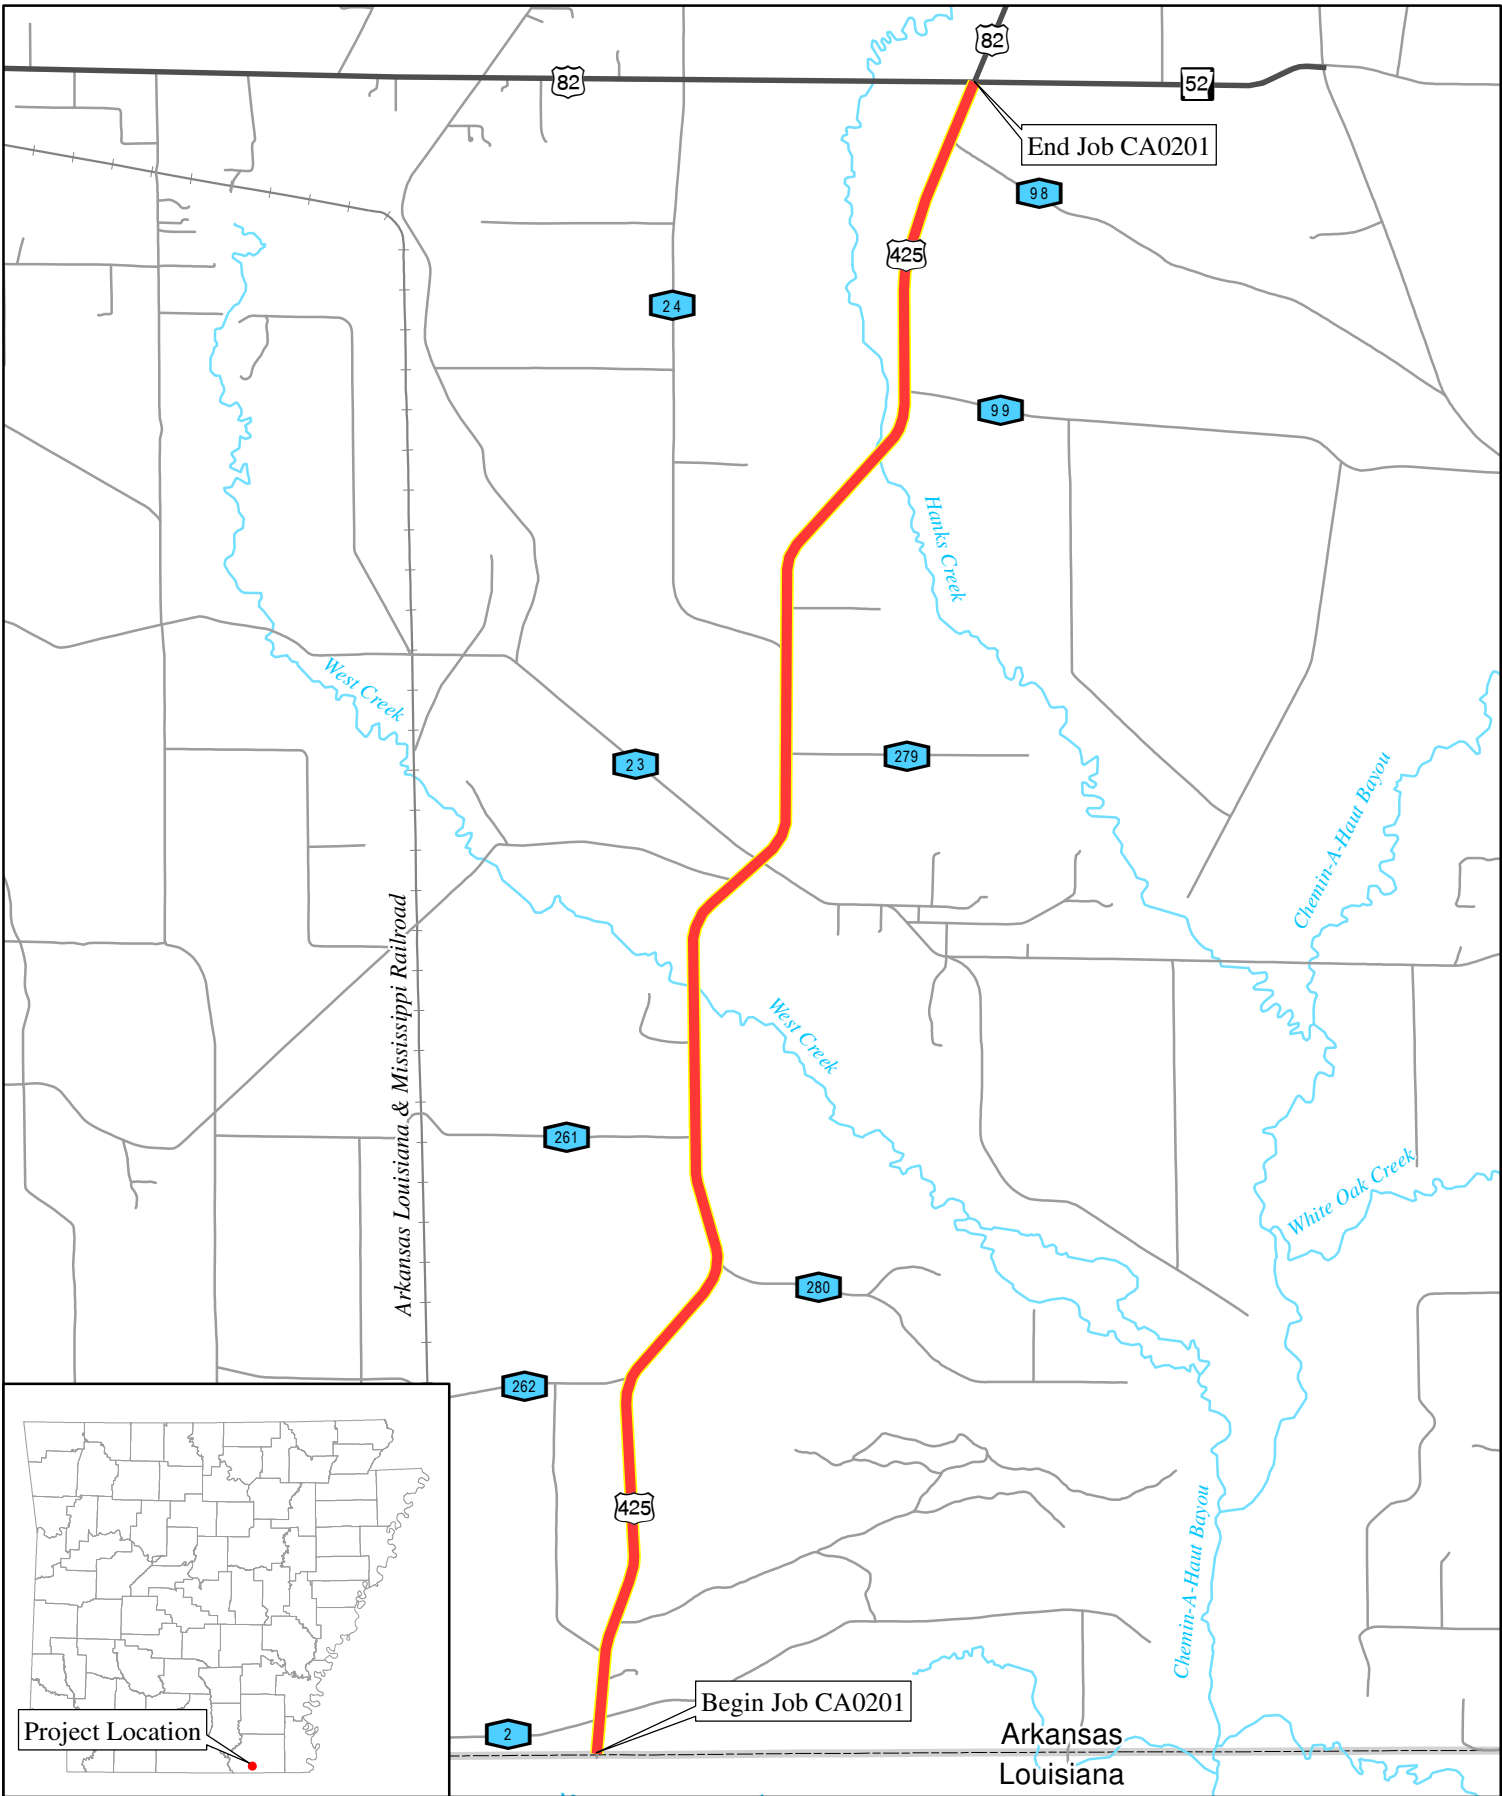 82
82
52
End Job CA0201
98
425
24
99
Hanks Creek
West Creek
23
279
Chemin-A-Haut Bayou
Arkansas Louisiana & Mississippi Railroad
West Creek
261
White Oak Creek
280
262
425
Chemin-A-Haut Bayou
Project Location
Begin Job CA0201
2
Arkansas
Louisiana